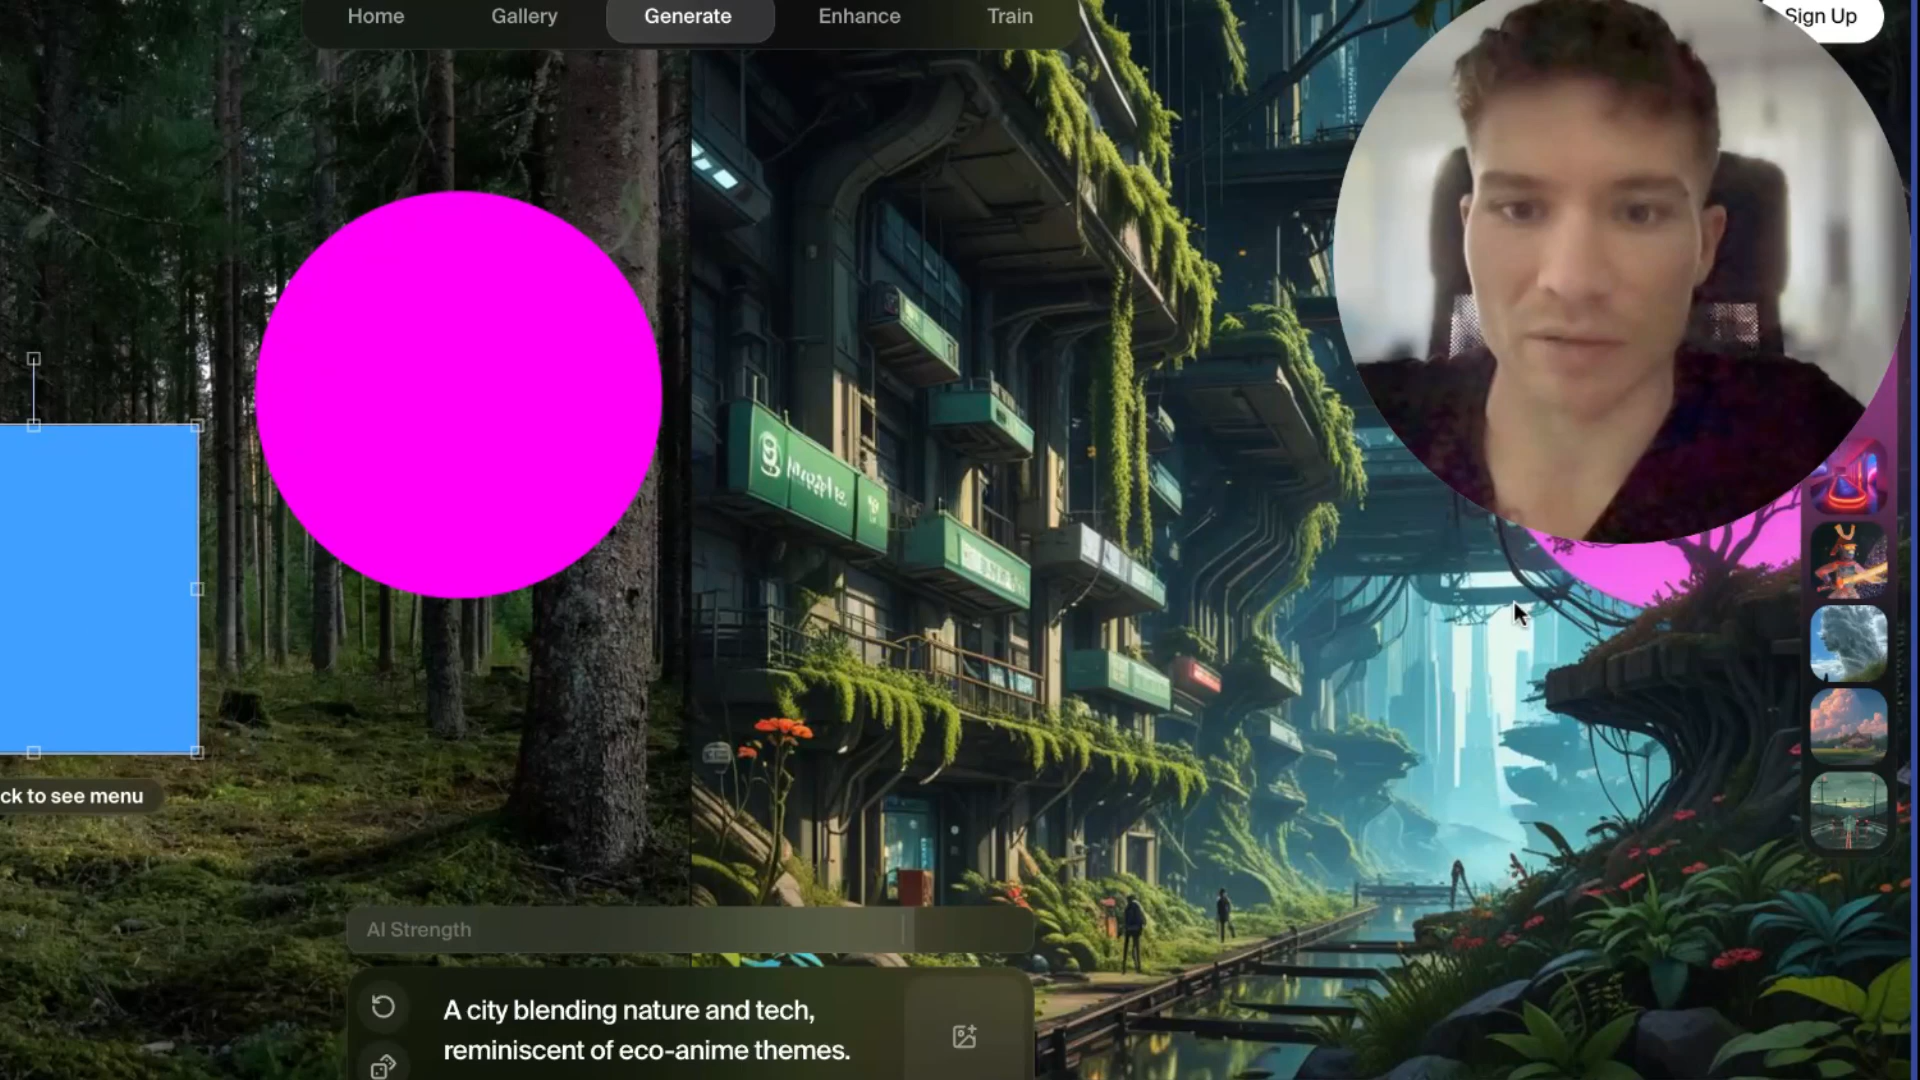 Home
Gallery
Generate
Enhance
Train
Sign Up
ck to see menu
AI Strength
A city blending nature and tech,
reminiscent of eco-anime themes.